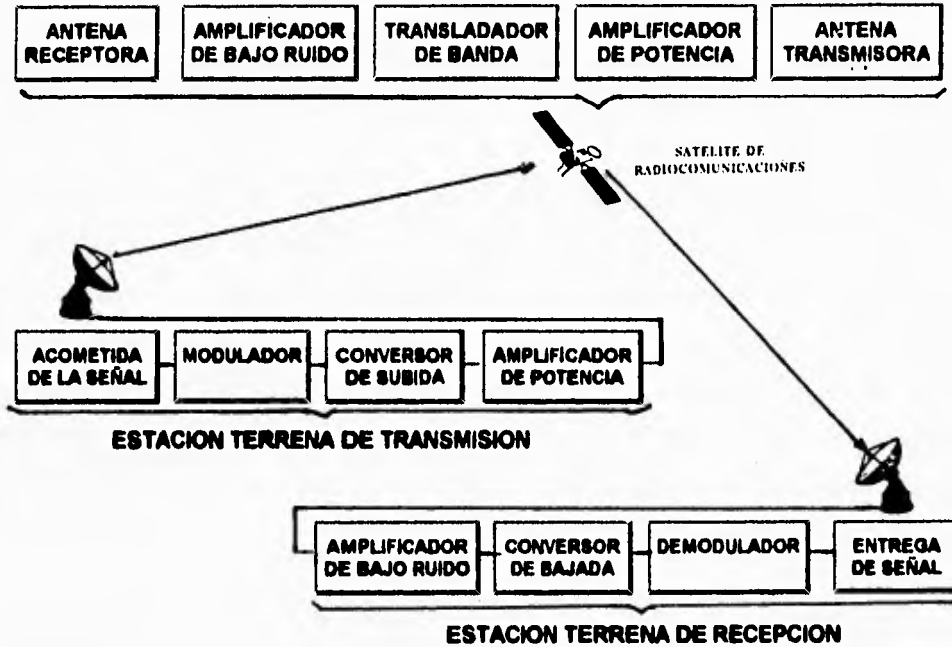 ANTENA
RECEPTORA
AMPLIFICADOR
DE BAJO RUIDO
TRANSLADADOR
DE BANDA
AMPLIFICADOR
DE POTENCIA
ANTENA
TRANSMISORA
SATELITE DE
RADIOCOMUNICACIONES
ACOMETIDA
DE LA SEÑAL
MODULADOR
CONVERSOR
DE SUBIDA
AMPLIFICADOR
DE POTENCIA
ESTACION TERRENA DE TRANSMISION
AMPLIFICADOR
DE BAJO RUIDO
CONVERSOR
DE BAJADA
DEMODULADOR
ENTREGA
DE SEÑAL
ESTACION TERRENA DE RECEPCION